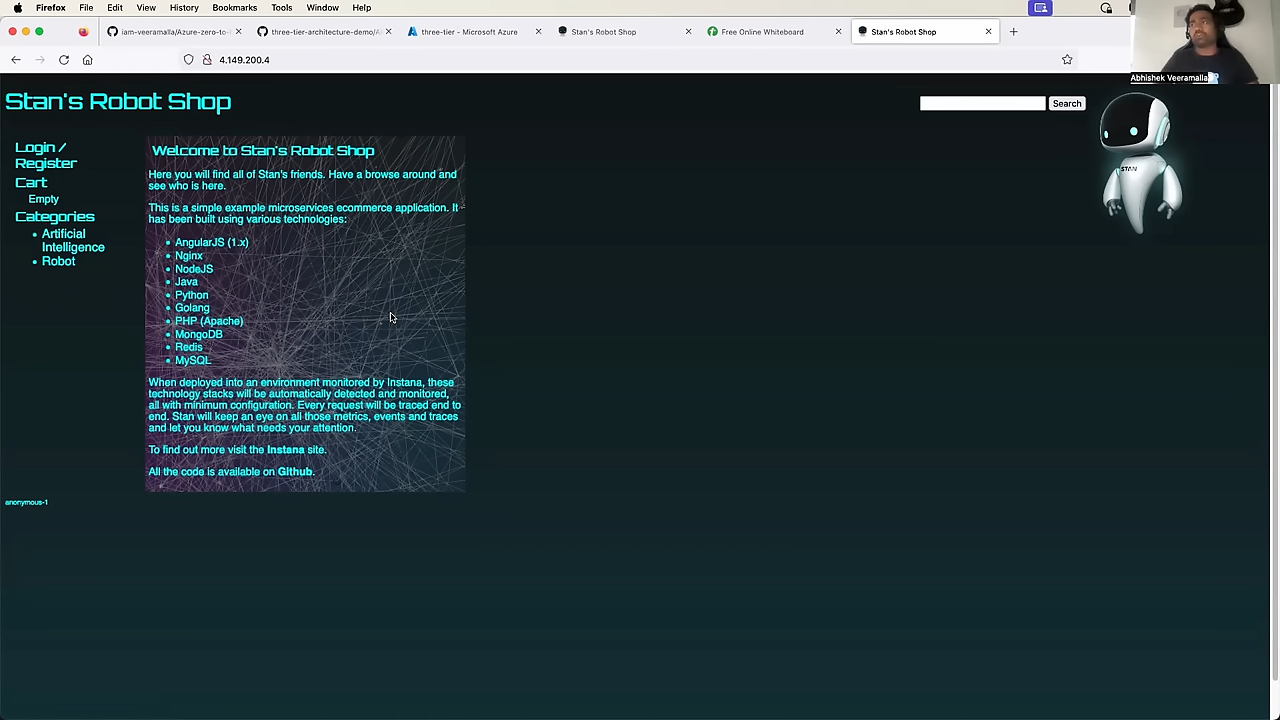 Firefox File Edit View History Bookmarks Tools Window Help
iam-veeramalla/Azure-zero-to-
three-tier-architecture-demo/A
three-tier - Microsoft Azure
Stan's Robot Shop
Free Online Whiteboard
Stan's Robot Shop
4.149.200.4
Abhishek Veeramalla
Stan's Robot Shop
Search
STAN
Login /
Register
Cart
Empty
Categories
Artificial
Intelligence
Robot
Welcome to Stan's Robot Shop
Here you will find all of Stan's friends. Have a browse around and
see who is here.
This is a simple example microservices ecommerce application. It
has been built using various technologies:
AngularJS (1.x)
Nginx
NodeJS
Java
Python
Golang
PHP (Apache)
MongoDB
Redis
MySQL
When deployed into an environment monitored by Instana, these
technology stacks will be automatically detected and monitored,
all with minimum configuration. Every request will be traced end to
end. Stan will keep an eye on all those metrics, events and traces
and let you know what needs your attention.
To find out more visit the Instana site.
All the code is available on Github.
anonymous-1